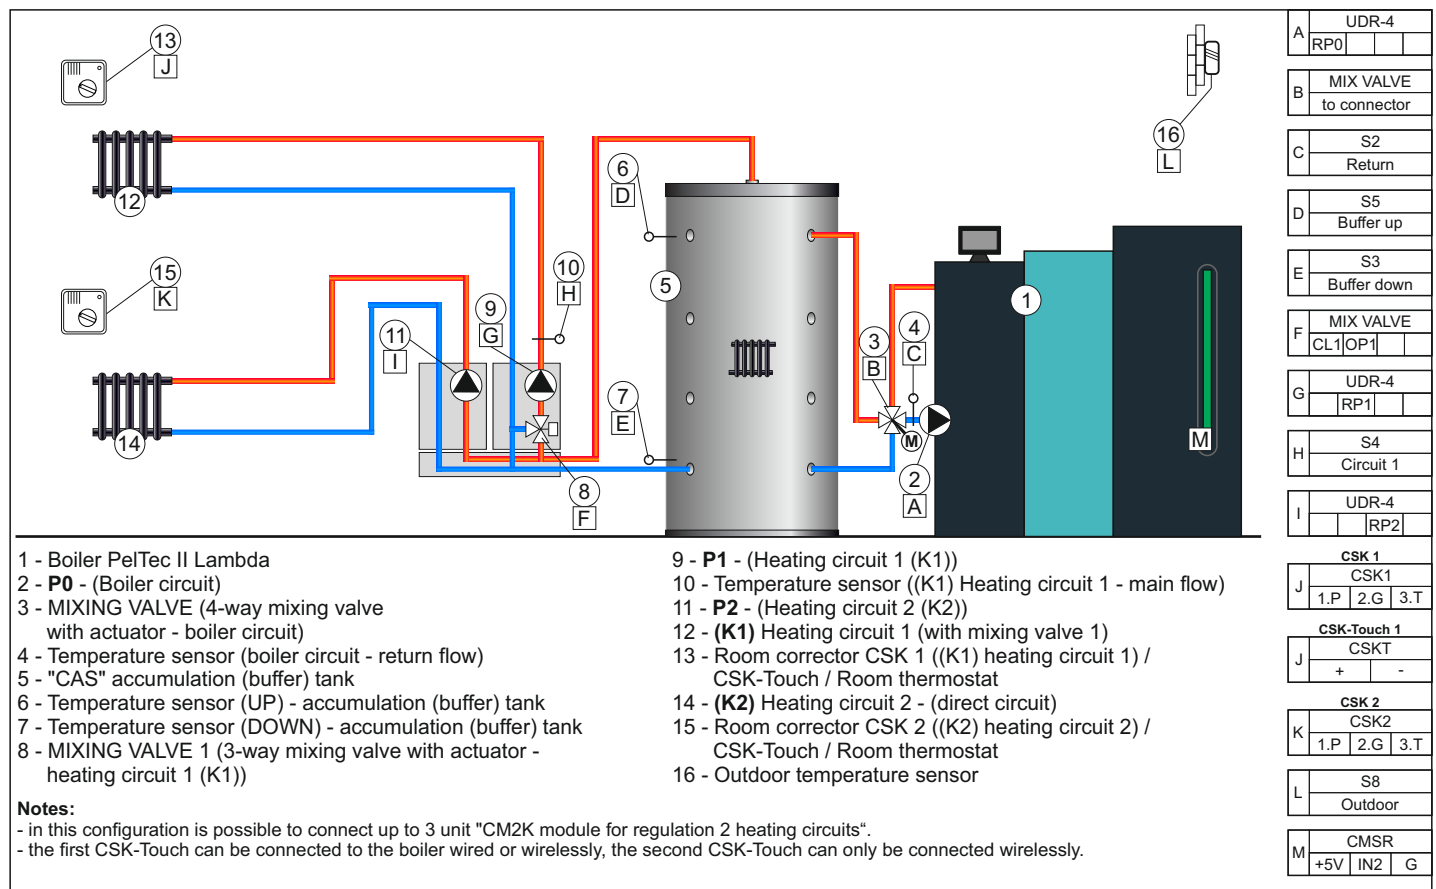 13
J
12
15
K
14
11
I
9
G
10
H
8
F
6
D
5
7
E
3
B
4
C
M
2
A
1
M
16
L
1 - Boiler PelTec II Lambda
2 - P0 - (Boiler circuit)
3 - MIXING VALVE (4-way mixing valve
with actuator - boiler circuit)
4 - Temperature sensor (boiler circuit - return flow)
5 - "CAS" accumulation (buffer) tank
6 - Temperature sensor (UP) - accumulation (buffer) tank
7 - Temperature sensor (DOWN) - accumulation (buffer) tank
8 - MIXING VALVE 1 (3-way mixing valve with actuator -
heating circuit 1 (K1))
9 - P1 - (Heating circuit 1 (K1))
10 - Temperature sensor ((K1) Heating circuit 1 - main flow)
11 - P2 - (Heating circuit 2 (K2))
12 - (K1) Heating circuit 1 (with mixing valve 1)
13 - Room corrector CSK 1 ((K1) heating circuit 1) /
CSK-Touch / Room thermostat
14 - (K2) Heating circuit 2 - (direct circuit)
15 - Room corrector CSK 2 ((K2) heating circuit 2) /
CSK-Touch / Room thermostat
16 - Outdoor temperature sensor
Notes:
- in this configuration is possible to connect up to 3 unit "CM2K module for regulation 2 heating circuits“.
- the first CSK-Touch can be connected to the boiler wired or wirelessly, the second CSK-Touch can only be connected wirelessly.
A
UDR-4
RP0
B
MIX VALVE
to connector
C
S2
Return
D
S5
Buffer up
E
S3
Buffer down
F
MIX VALVE
CL1 OP1
G
UDR-4
RP1
H
S4
Circuit 1
I
UDR-4
RP2
CSK 1
J
CSK1
1.P 2.G 3.T
CSK-Touch 1
J
CSKT
+ -
CSK 2
K
CSK2
1.P 2.G 3.T
L
S8
Outdoor
M
CMSR
+5V IN2 G